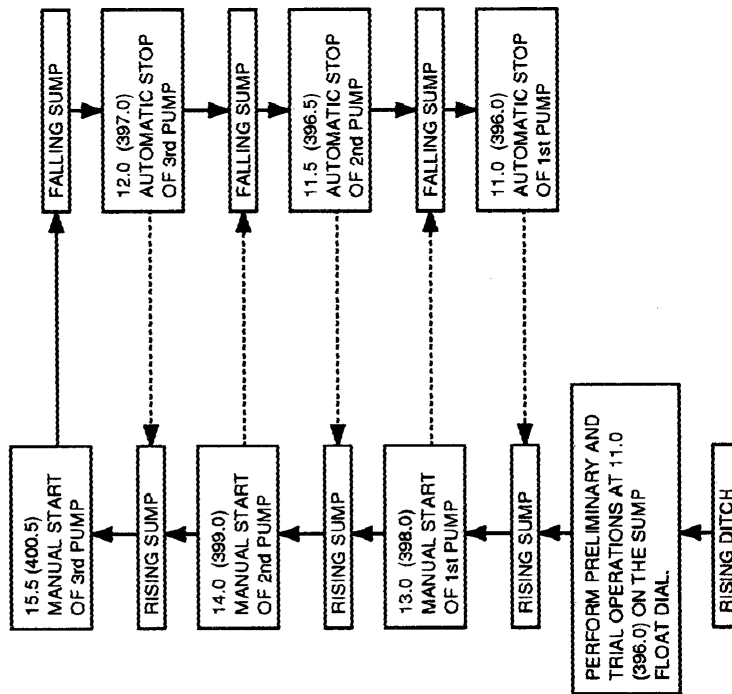 15.5 (400.5)
MANUAL START
OF 3rd PUMP
RISING SUMP
14.0 (399.0)
MANUAL START
OF 2nd PUMP
RISING SUMP
13.0 (398.0)
MANUAL START
OF 1st PUMP
RISING SUMP
PERFORM PRELIMINARY AND
TRIAL OPERATIONS AT 11.0
(396.0) ON THE SUMP
FLOAT DIAL.
RISING DITCH
FALLING SUMP
12.0 (397.0)
AUTOMATIC STOP
OF 3rd PUMP
FALLING SUMP
11.5 (396.5)
AUTOMATIC STOP
OF 2nd PUMP
FALLING SUMP
11.0 (396.0)
AUTOMATIC STOP
OF 1st PUMP